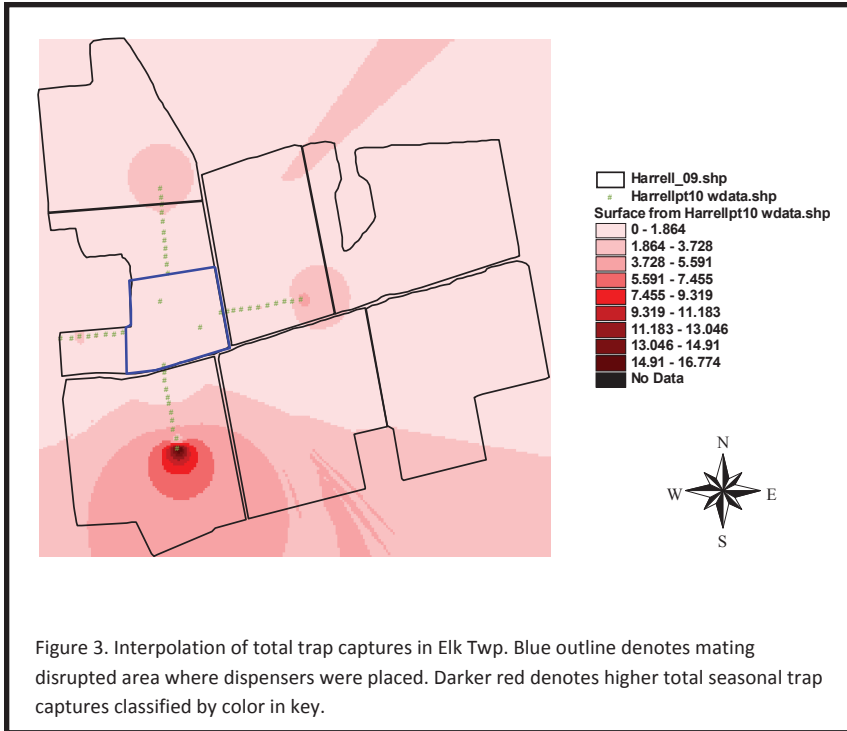 Harrell_09.shp
# Harrellpt10 wdata.shp
Surface from Harrellpt10 wdata.shp
0 - 1.864
1.864 - 3.728
3.728 - 5.591
5.591 - 7.455
7.455 - 9.319
9.319 - 11.183
11.183 - 13.046
13.046 - 14.91
14.91 - 16.774
No Data
N
W E
S
Figure 3. Interpolation of total trap captures in Elk Twp. Blue outline denotes mating
disrupted area where dispensers were placed. Darker red denotes higher total seasonal trap
captures classified by color in key.